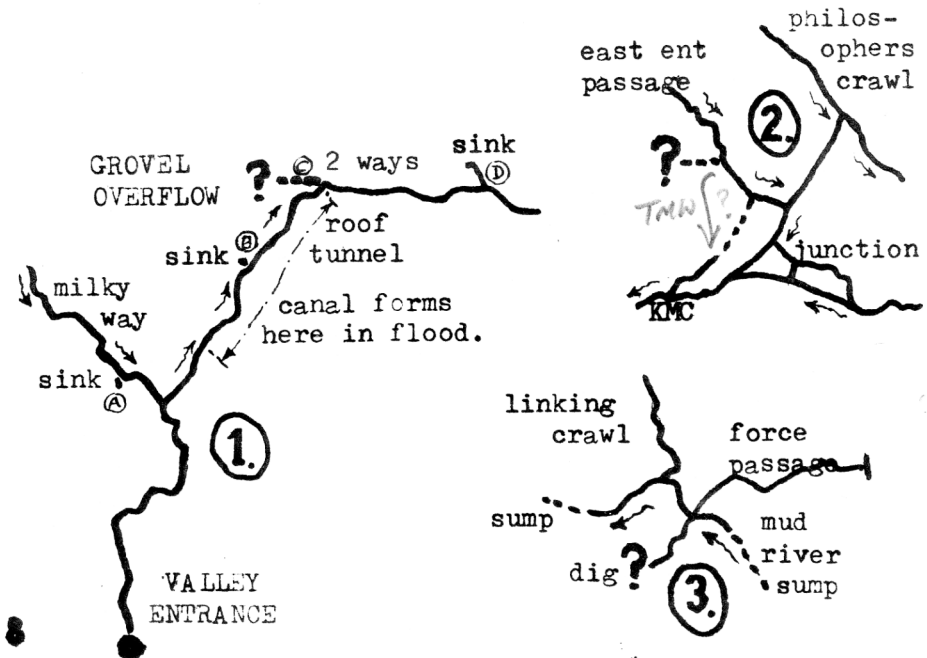 GROVEL
OVERFLOW
?
Ⓒ 2 ways
sink
Ⓓ
roof
tunnel
sink
Ⓑ
canal forms
here in flood.
milky
way
sink
Ⓐ
1.
VALLEY
ENTRANCE
8
philos-
ophers
crawl
east ent
passage
2.
?
TMW ?
junction
KMC
linking
crawl
force
passage
sump
mud
river
sump
dig ?
3.